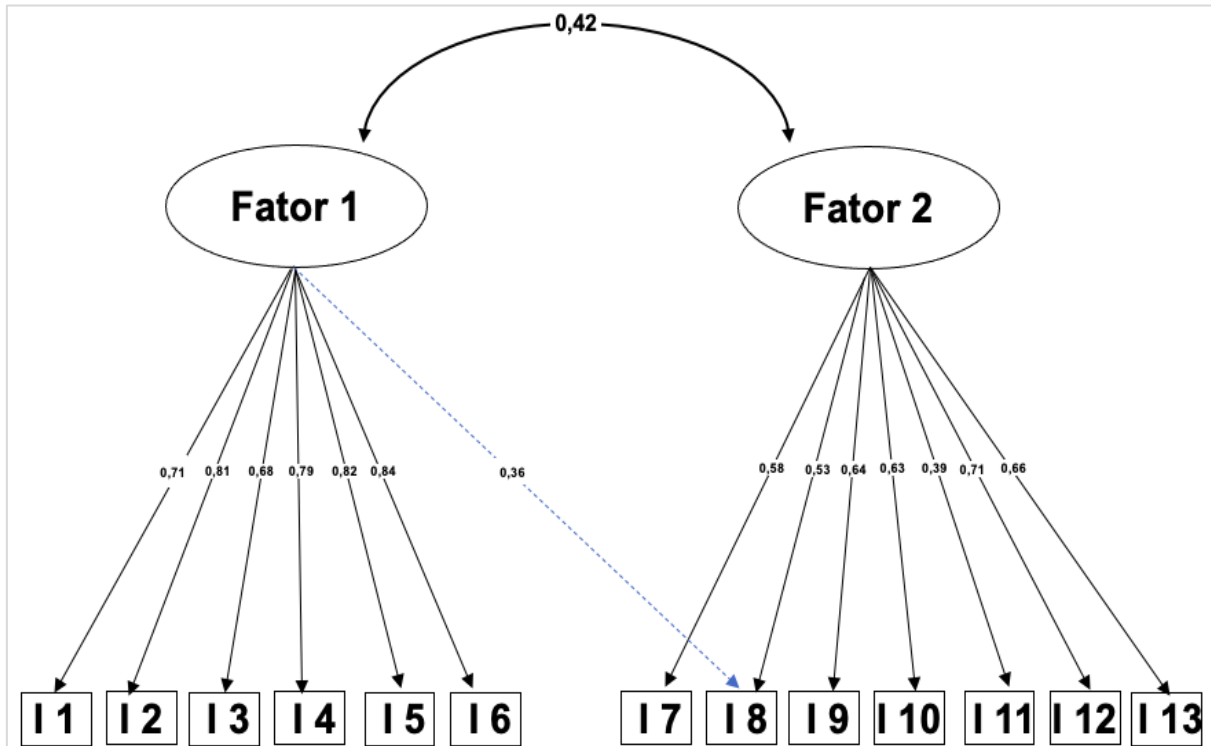 0,42
Fator 1
Fator 2
0,71 0,81 0,68 0,79 0,82 0,84 0,36 0,58 0,53 0,64 0,63 0,39 0,71 0,66
I 1 I 2 I 3 I 4 I 5 I 6 I 7 I 8 I 9 I 10 I 11 I 12 I 13